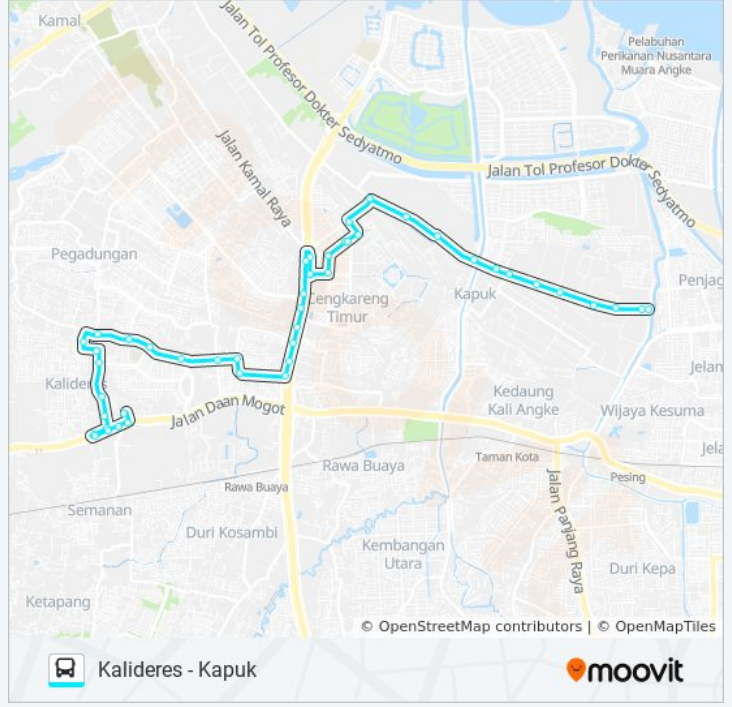 Kamal
Jalan Tol Profesor Dokter Sedyatmo
Pelabuhan
Perikanan Nusantara
Muara Angke
Jalan Kamal Raya
Jalan Tol Profesor Dokter Sedyatmo
Pegadungan
Cengkareng
Timur
Kapuk
Penjag
Jelan
Kalideres
Jalan Daan Mogot
Kedaung
Kali Angke
Wijaya Kesuma
Jela
Rawa Buaya
Taman Kota
Pesing
Rawa Buaya
Jalan Panjang Raya
Semanan
Duri Kosambi
Kembangan
Utara
Duri Kepa
Ketapang
© OpenStreetMap contributors | © OpenMapTiles
Kalideres - Kapuk
moovit